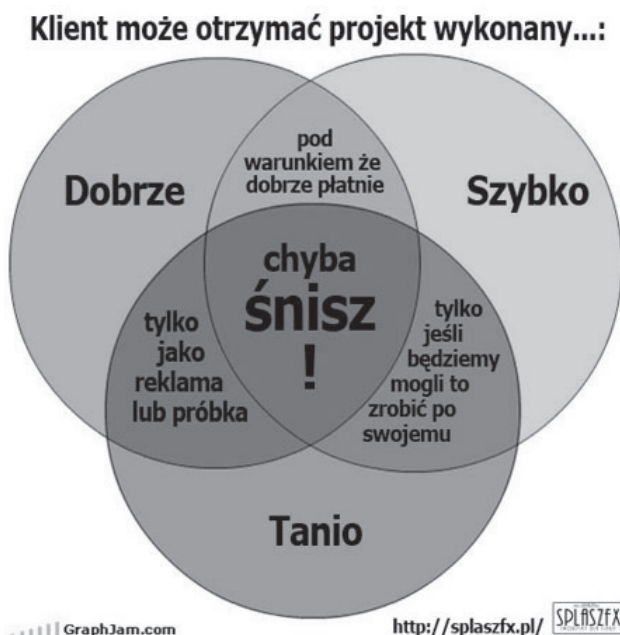 Klient może otrzymać projekt wykonany...:
pod
warunkiem że
dobrze płatnie
Dobrze
Szybko
chyba
śnisz
!
tylko
jako
reklama
lub próbka
tylko
jeśli
będziemy
mogli to
zrobić po
swojemu
Tanio
GraphJam.com
http://splaszfx.pl/
SPLASZFX